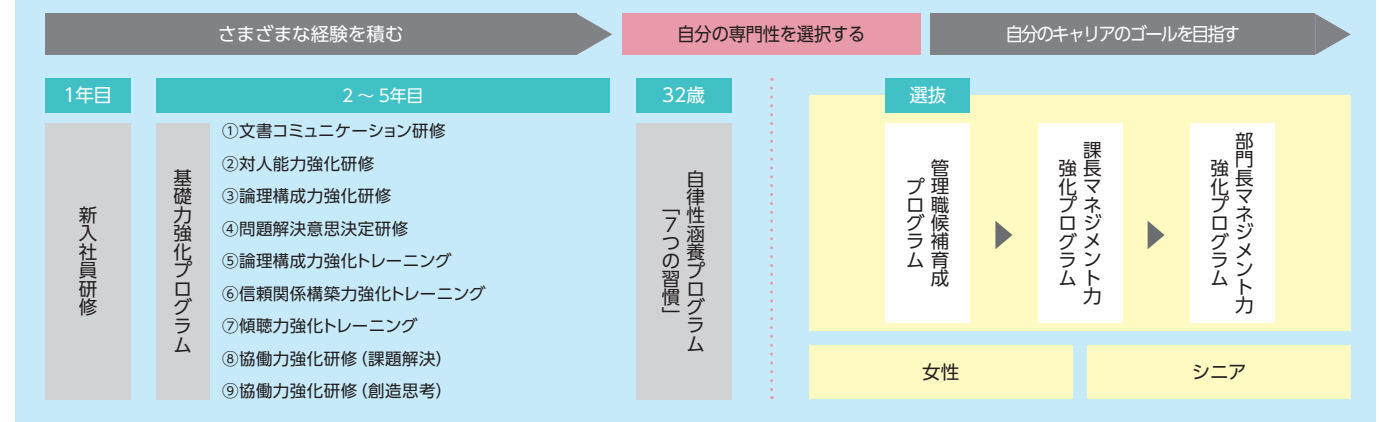 さまざまな経験を積む
自分の専門性を選択する
自分のキャリアのゴールを目指す
1年目
2～5年目
32歳
選抜
新入社員研修
基礎力強化プログラム
①文書コミュニケーション研修
②対人能力強化研修
③論理構成力強化研修
④問題解決意思決定研修
⑤論理構成力強化トレーニング
⑥信頼関係構築力強化トレーニング
⑦傾聴力強化トレーニング
⑧協働力強化研修（課題解決）
⑨協働力強化研修（創造思考）
自律性涵養プログラム
「7つの習慣」
管理職候補育成
プログラム
課長マネジメント力
強化プログラム
部門長マネジメント力
強化プログラム
女性
シニア